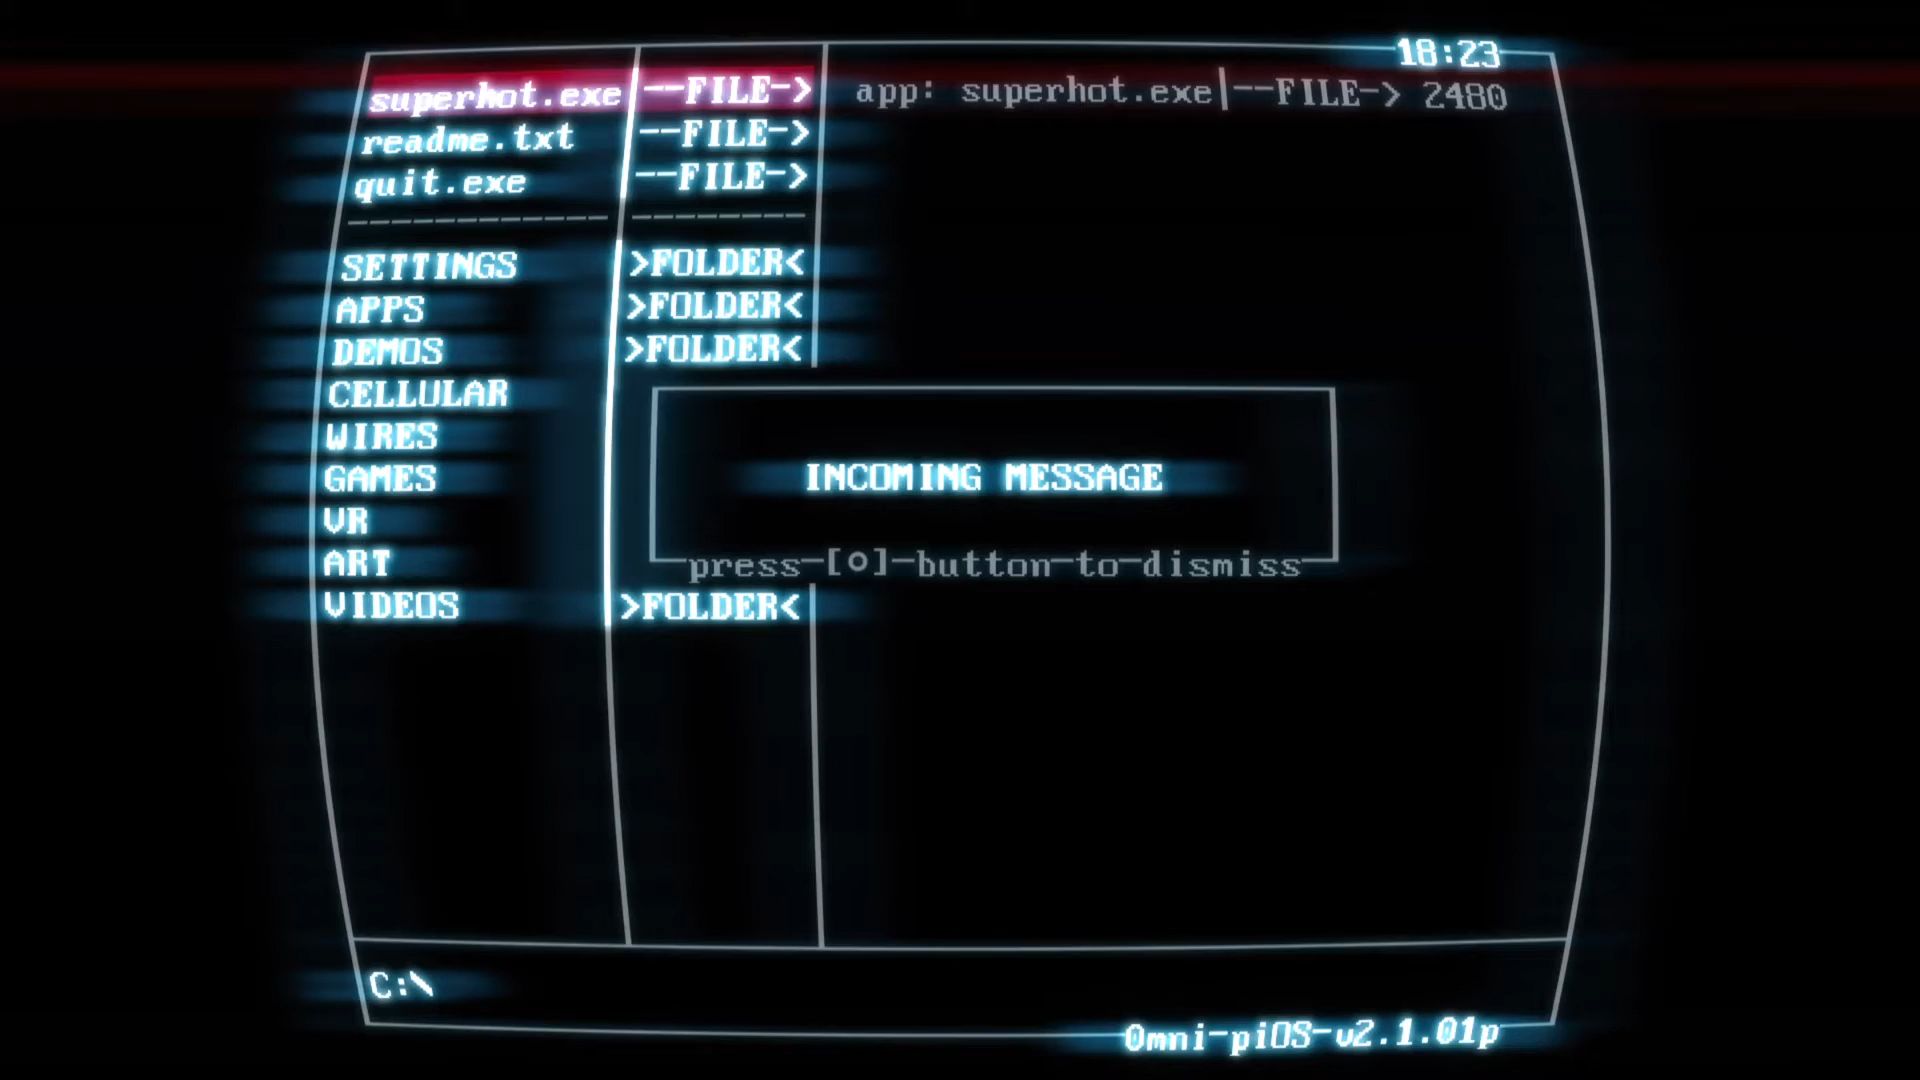 18:23
superhot.exe --FILE-> app: superhot.exe|--FILE-> 2480
readme.txt --FILE->
quit.exe --FILE->
------------- ---------
SETTINGS >FOLDER<
APPS >FOLDER<
DEMOS >FOLDER<
CELLULAR
WIRES
GAMES
INCOMING MESSAGE
VR
ART
press-[O]-button-to-dismiss
VIDEOS >FOLDER<
C:\
Omni-piOS-v2.1.01p